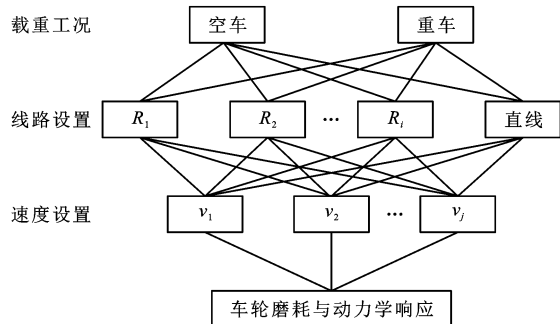 载重工况 空车 重车
线路设置 R₁ R₂ ... Rᵢ 直线
速度设置 v₁ v₂ ... vⱼ
车轮磨耗与动力学响应